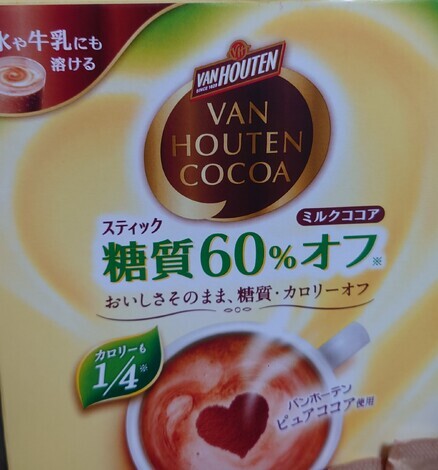 水や牛乳にも
溶ける
VH
VAN HOUTEN
SINCE 1828
VAN
HOUTEN
COCOA
スティック
ミルクココア
糖質60%オフ※
おいしさそのまま、糖質・カロリーオフ
カロリーも
1/4※
バンホーテン
ピュアココア使用